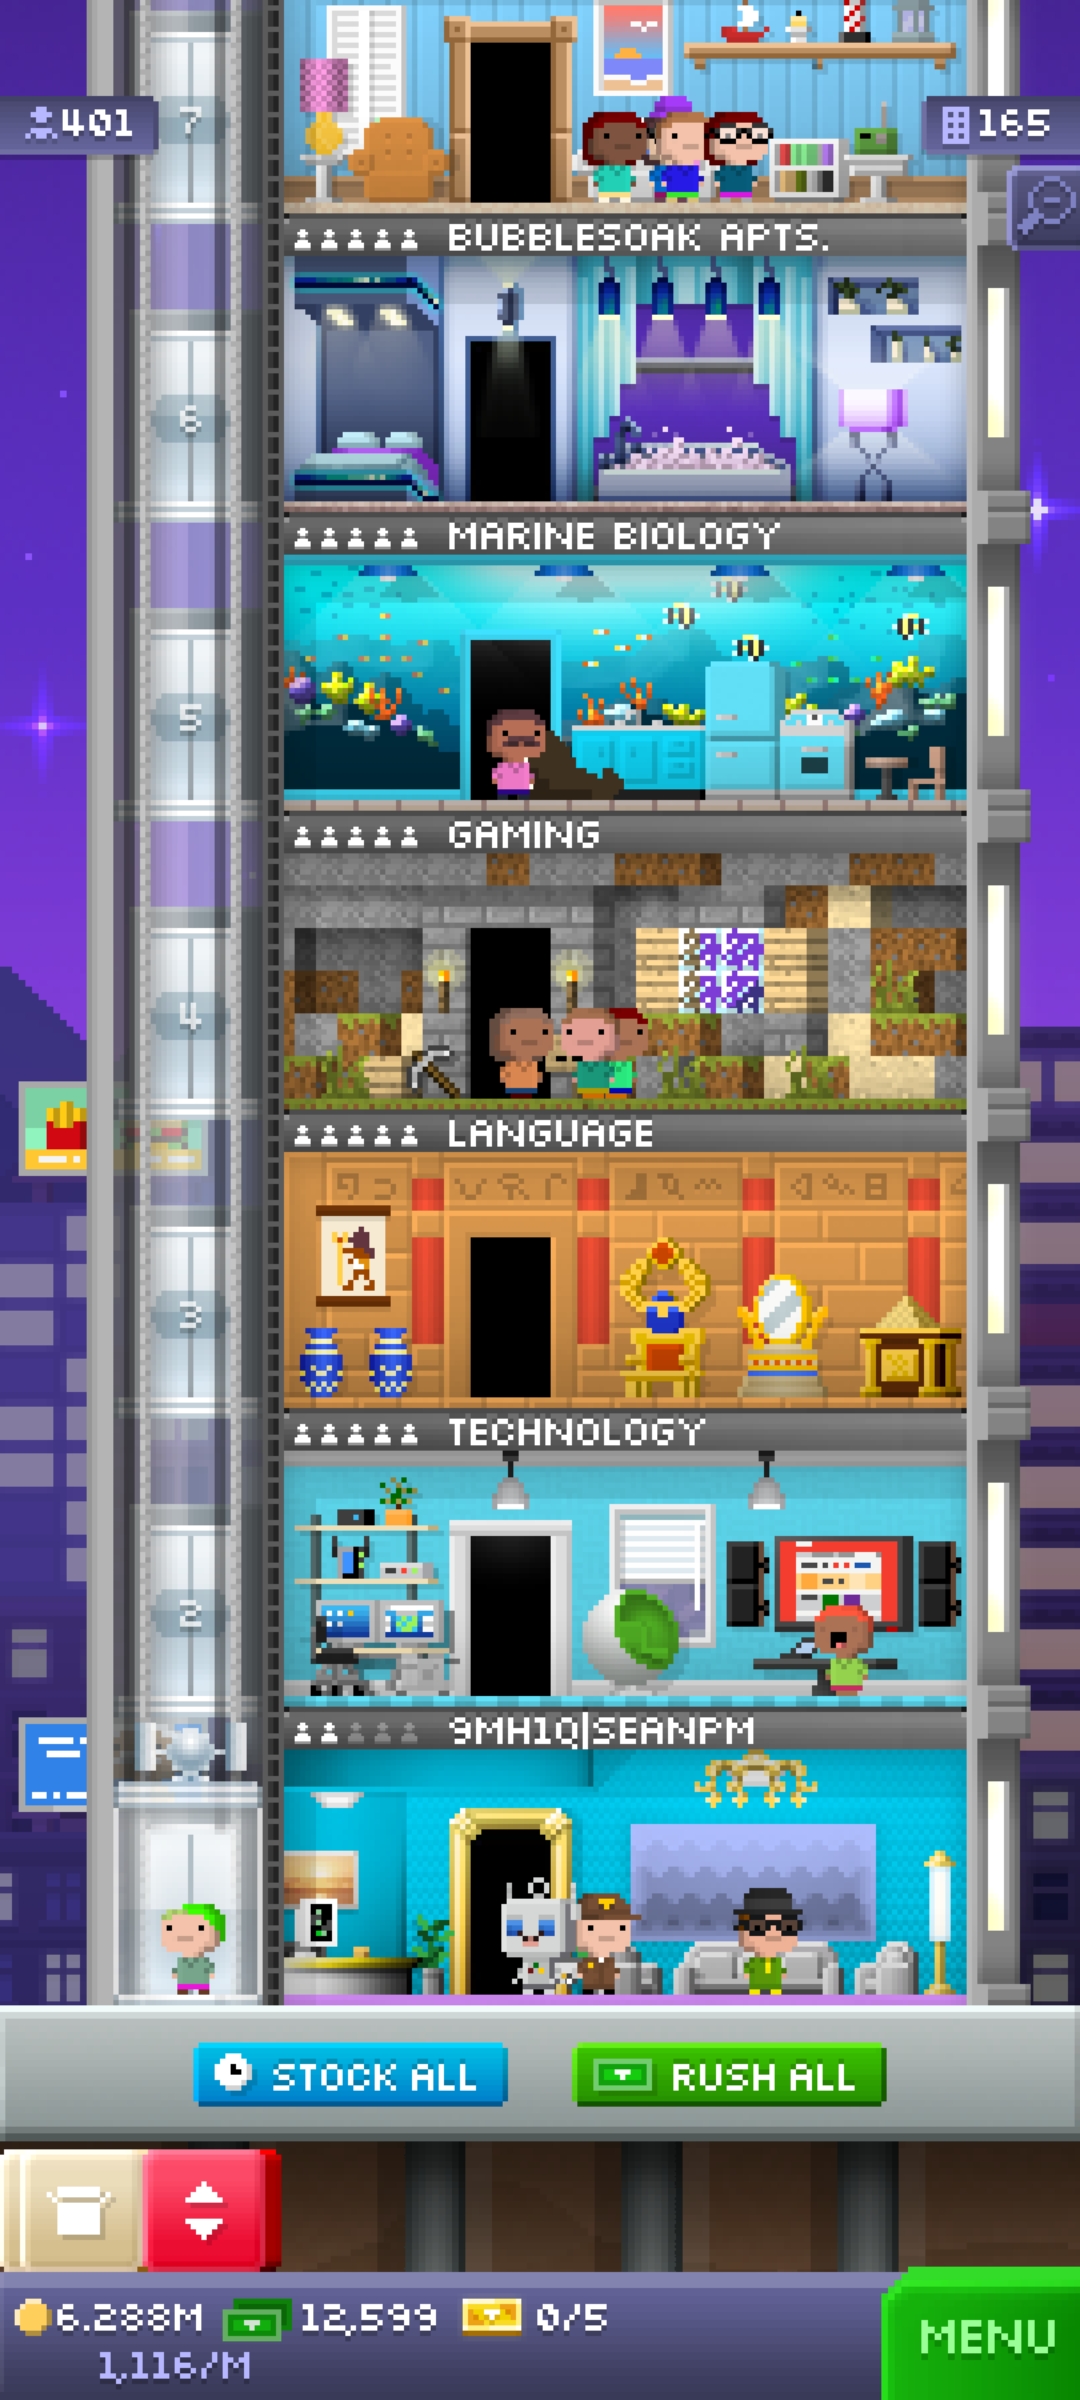 7
401
165
BUBBLESOAK APTS.
6
MARINE BIOLOGY
5
GAMING
4
LANGUAGE
3
TECHNOLOGY
2
9MH1Q|SEANPM
STOCK ALL
RUSH ALL
6.288M
12,599
0/5
1,116/M
MENU